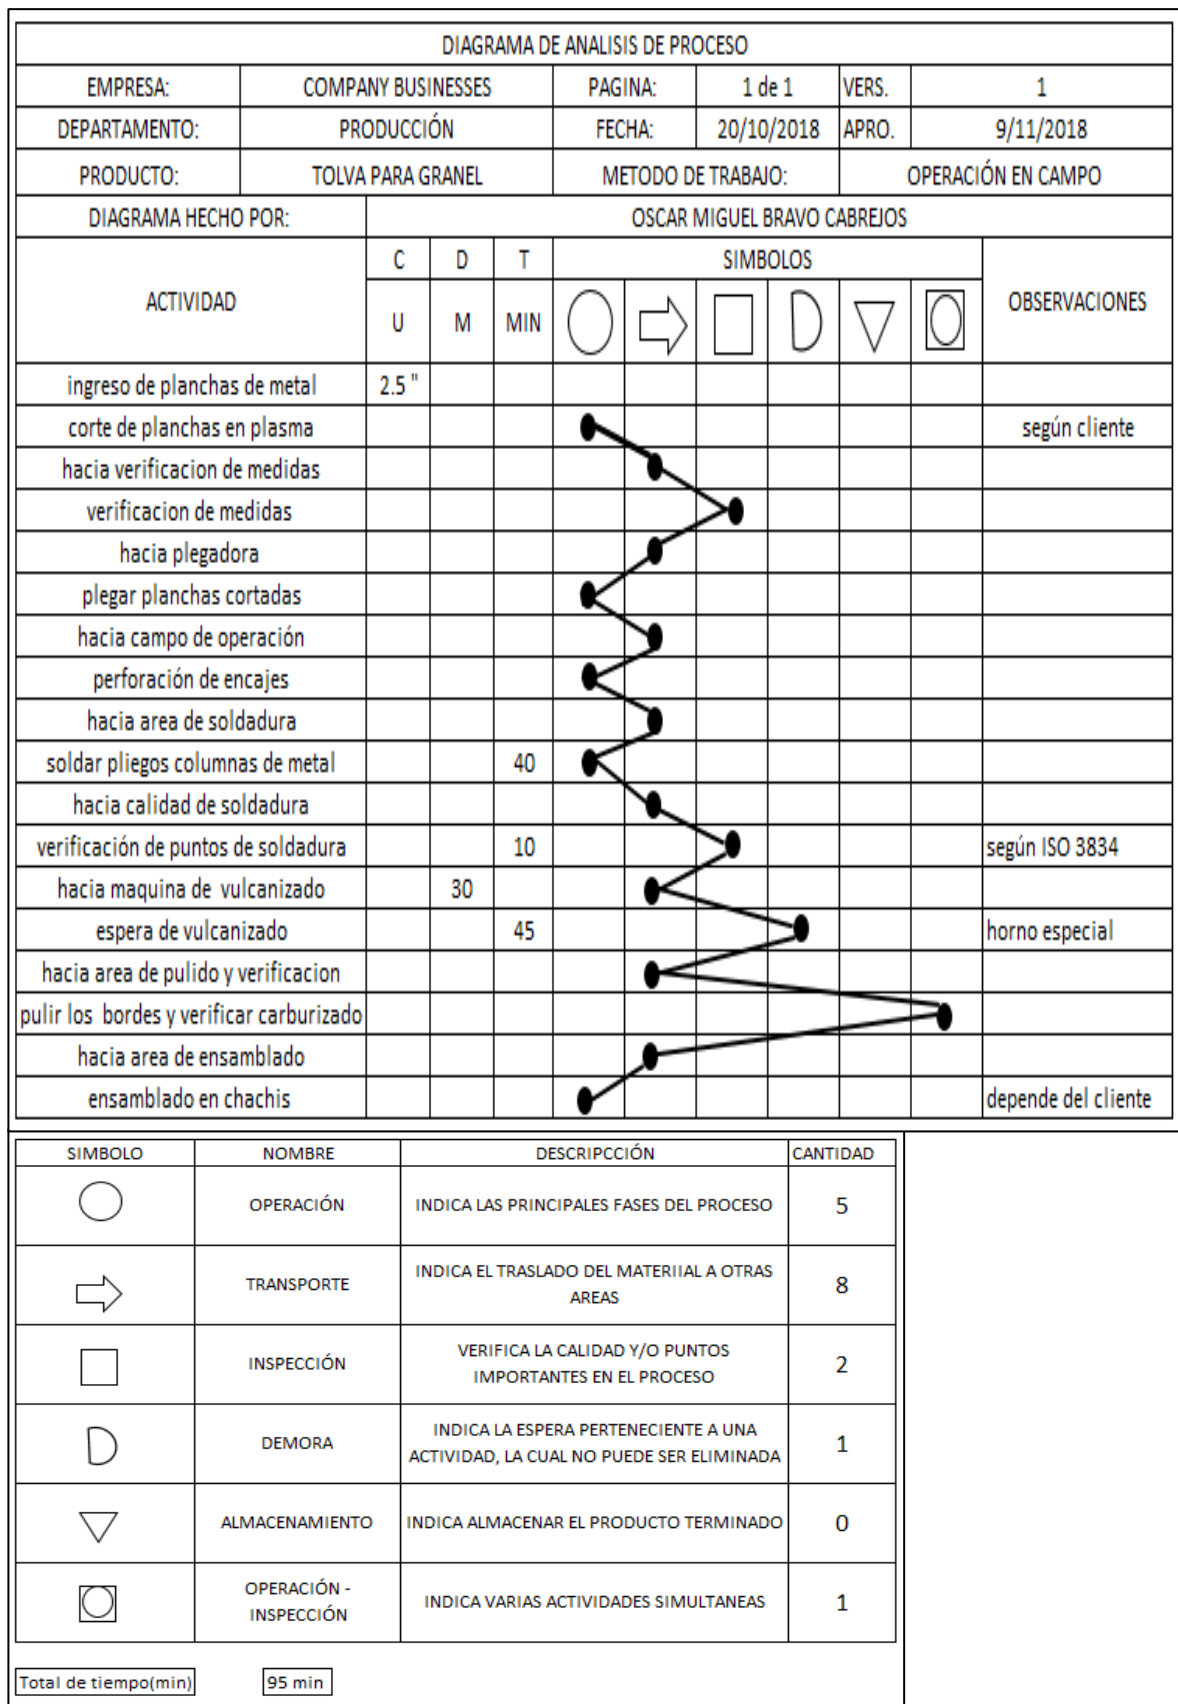 DIAGRAMA DE ANALISIS DE PROCESO
EMPRESA: COMPANY BUSINESSES PAGINA: 1 de 1 VERS. 1
DEPARTAMENTO: PRODUCCIÓN FECHA: 20/10/2018 APRO. 9/11/2018
PRODUCTO: TOLVA PARA GRANEL METODO DE TRABAJO: OPERACIÓN EN CAMPO
DIAGRAMA HECHO POR: OSCAR MIGUEL BRAVO CABREJOS
ACTIVIDAD C D T SIMBOLOS OBSERVACIONES
U M MIN
ingreso de planchas de metal 2.5 "
corte de planchas en plasma según cliente
hacia verificacion de medidas
verificacion de medidas
hacia plegadora
plegar planchas cortadas
hacia campo de operación
perforación de encajes
hacia area de soldadura
soldar pliegos columnas de metal 40
hacia calidad de soldadura
verificación de puntos de soldadura 10 según ISO 3834
hacia maquina de vulcanizado 30
espera de vulcanizado 45 horno especial
hacia area de pulido y verificacion
pulir los bordes y verificar carburizado
hacia area de ensamblado
ensamblado en chachis depende del cliente
SIMBOLO NOMBRE DESCRIPCCIÓN CANTIDAD
OPERACIÓN INDICA LAS PRINCIPALES FASES DEL PROCESO 5
TRANSPORTE INDICA EL TRASLADO DEL MATERIIAL A OTRAS
AREAS 8
INSPECCIÓN VERIFICA LA CALIDAD Y/O PUNTOS
IMPORTANTES EN EL PROCESO 2
DEMORA INDICA LA ESPERA PERTENECIENTE A UNA
ACTIVIDAD, LA CUAL NO PUEDE SER ELIMINADA 1
ALMACENAMIENTO INDICA ALMACENAR EL PRODUCTO TERMINADO 0
OPERACIÓN -
INSPECCIÓN INDICA VARIAS ACTIVIDADES SIMULTANEAS 1
Total de tiempo(min) 95 min